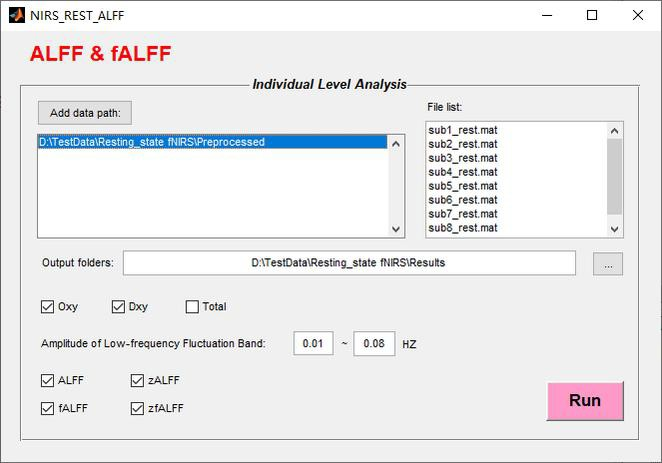 NIRS_REST_ALFF
ALFF & fALFF
Individual Level Analysis
Add data path:
File list:
D:\TestData\Resting_state fNIRS\Preprocessed
sub1_rest.mat
sub2_rest.mat
sub3_rest.mat
sub4_rest.mat
sub5_rest.mat
sub6_rest.mat
sub7_rest.mat
sub8_rest.mat
Output folders: D:\TestData\Resting_state fNIRS\Results ...
Oxy Dxy Total
Amplitude of Low-frequency Fluctuation Band: 0.01 ~ 0.08 HZ
ALFF zALFF
fALFF zfALFF
Run